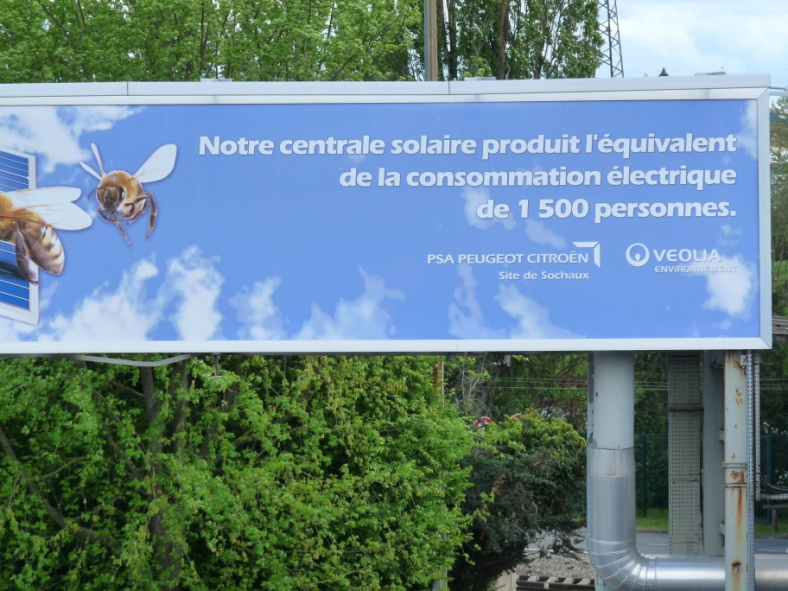 Notre centrale solaire produit l'équivalent
de la consommation électrique
de 1 500 personnes.
PSA PEUGEOT CITROËN
Site de Sochaux
VEOLIA
ENVIRONNEMENT